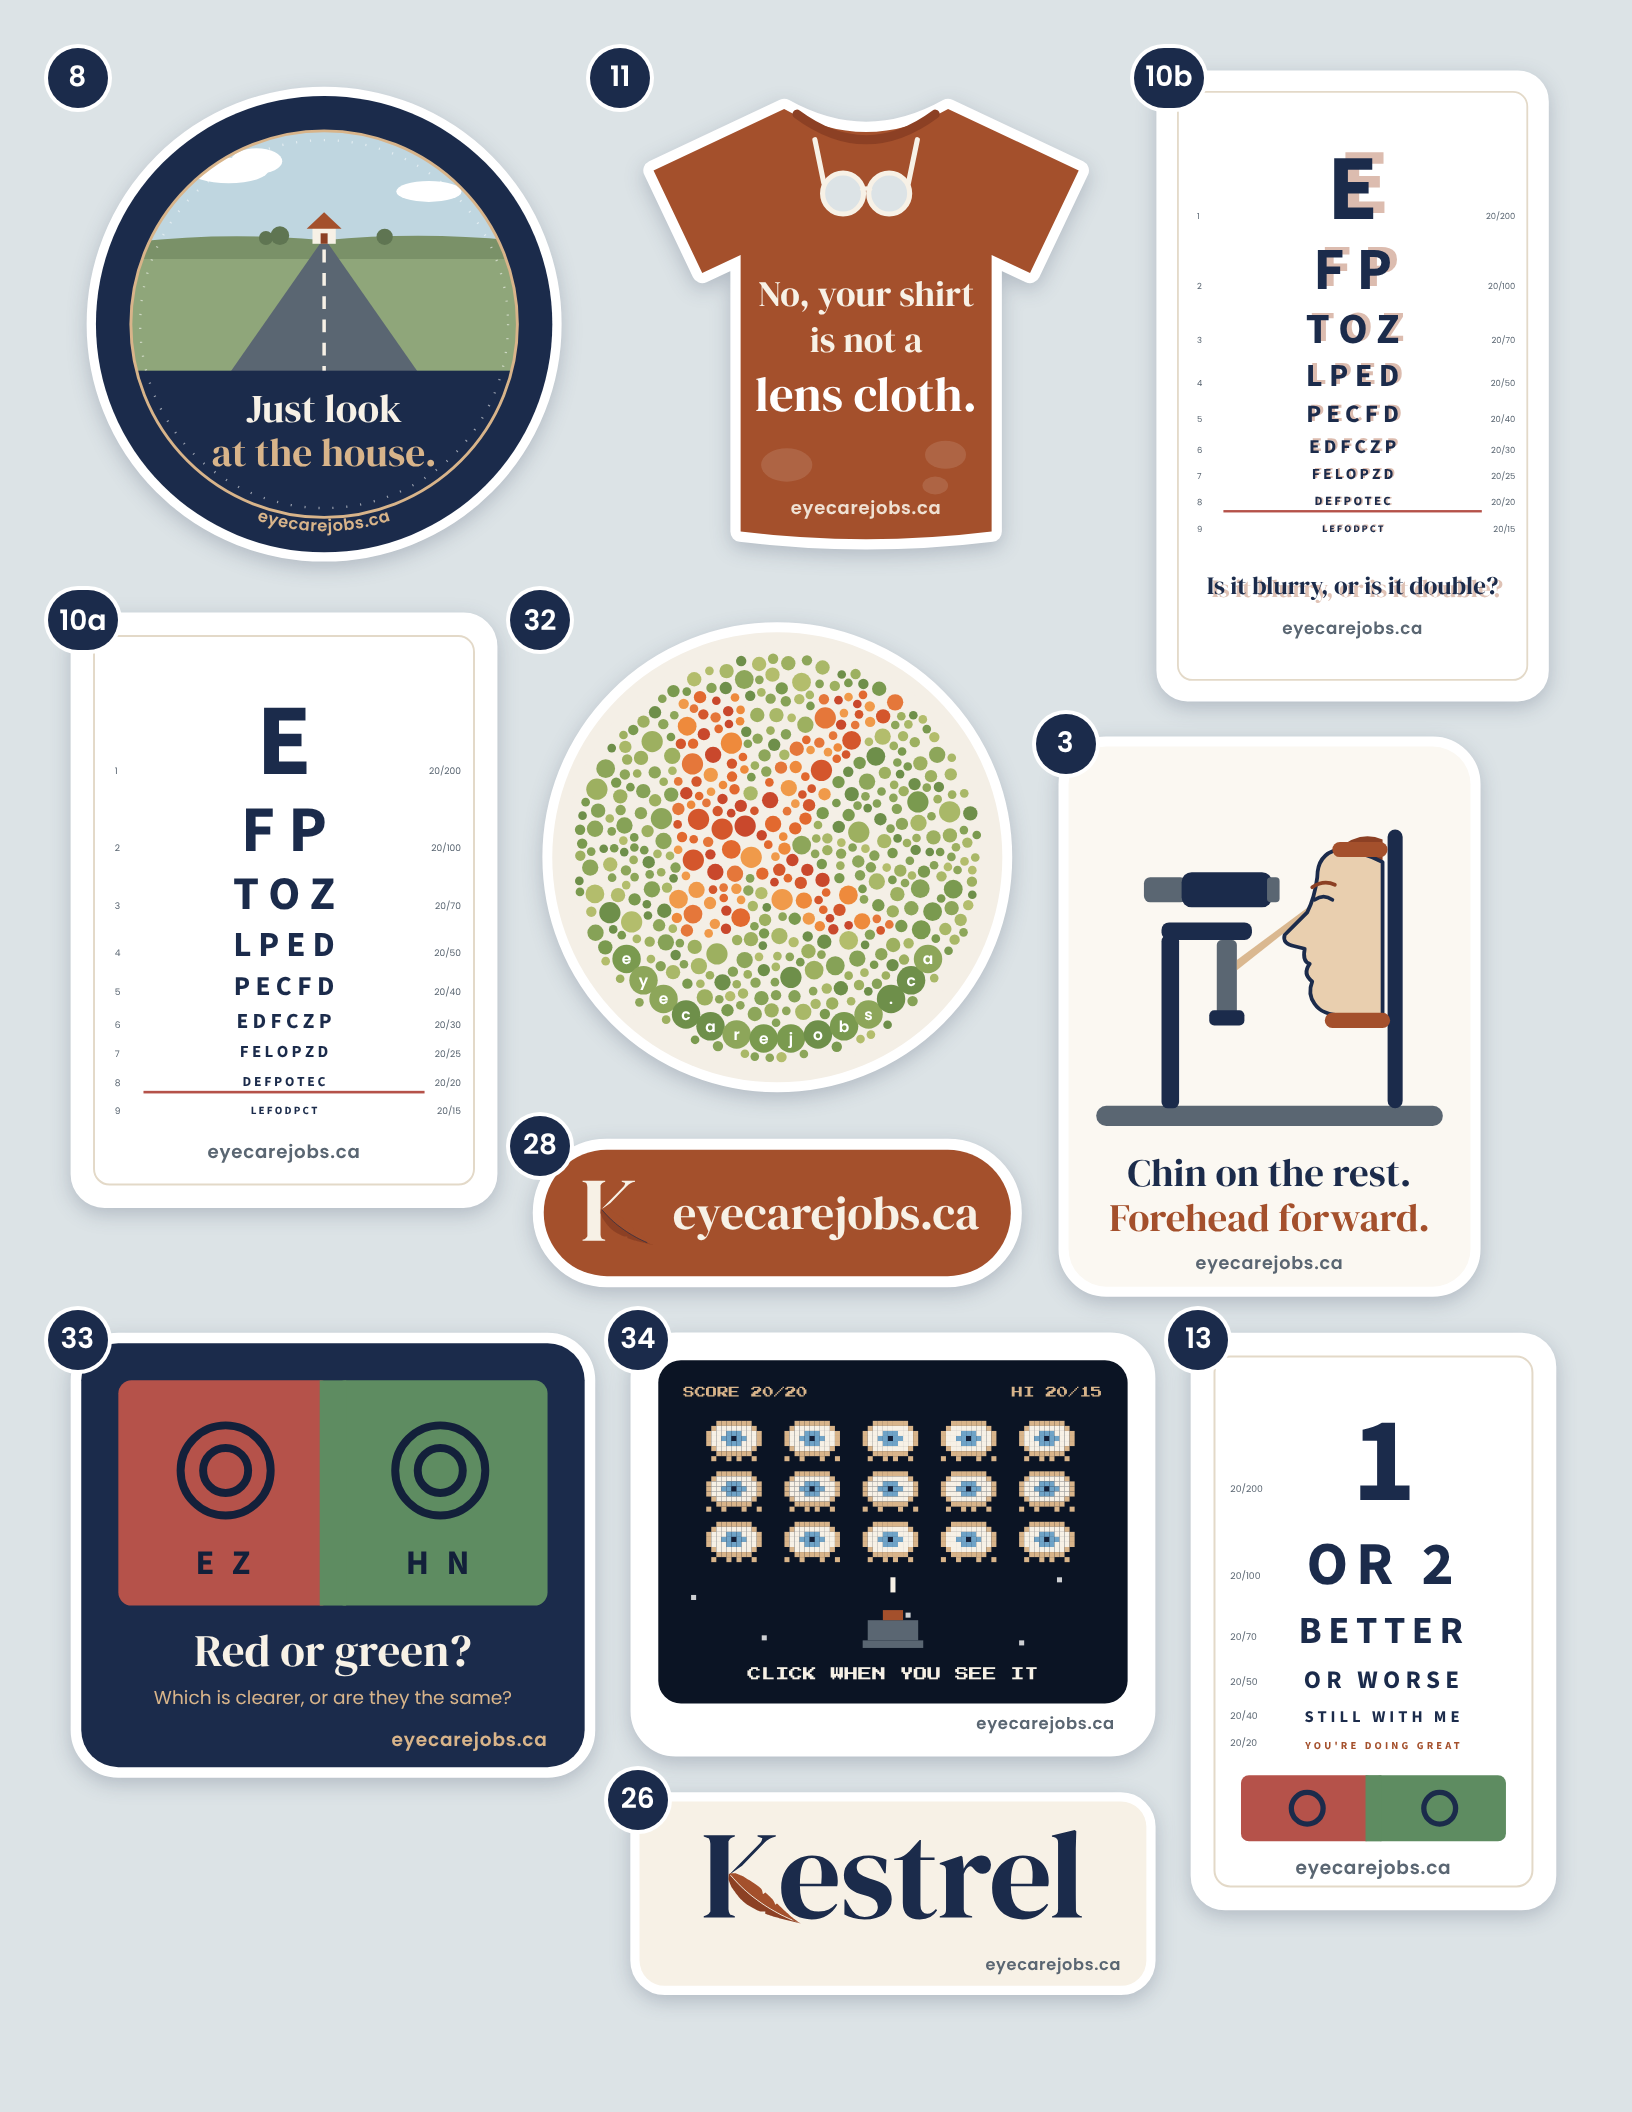 8
Just look
at the house.
eyecarejobs.ca
11
No, your shirt
is not a
lens cloth.
eyecarejobs.ca
10b
E
1 20/200
F P
2 20/100
T O Z
3 20/70
L P E D
4 20/50
P E C F D
5 20/40
E D F C Z P
6 20/30
F E L O P Z D
7 20/25
D E F P O T E C
8 20/20
L E F O D P C T
9 20/15
Is it blurry, or is it double?
eyecarejobs.ca
10a
E
1 20/200
F P
2 20/100
T O Z
3 20/70
L P E D
4 20/50
P E C F D
5 20/40
E D F C Z P
6 20/30
F E L O P Z D
7 20/25
D E F P O T E C
8 20/20
L E F O D P C T
9 20/15
eyecarejobs.ca
32
K
eyecarejobs.ca
3
Chin on the rest.
Forehead forward.
eyecarejobs.ca
28
K eyecarejobs.ca
33
E Z H N
Red or green?
Which is clearer, or are they the same?
eyecarejobs.ca
34
SCORE 20/20 HI 20/15
CLICK WHEN YOU SEE IT
eyecarejobs.ca
13
1
20/200
OR 2
20/100
BETTER
20/70
OR WORSE
20/50
STILL WITH ME
20/40
YOU'RE DOING GREAT
20/20
eyecarejobs.ca
26
Kestrel
eyecarejobs.ca